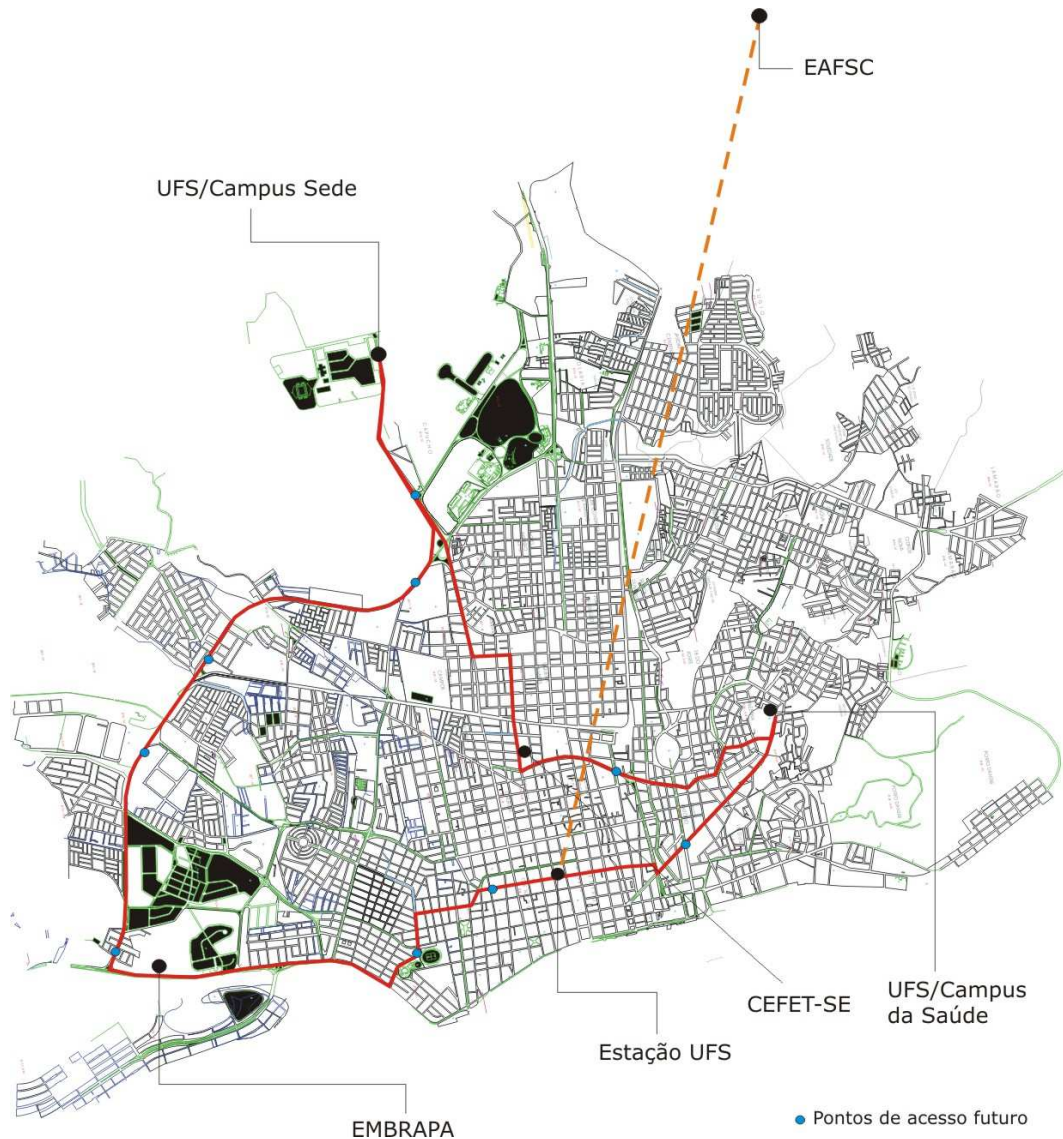 EAFSC
UFS/Campus Sede
CEFET-SE
UFS/Campus
da Saúde
Estação UFS
EMBRAPA
Pontos de acesso futuro